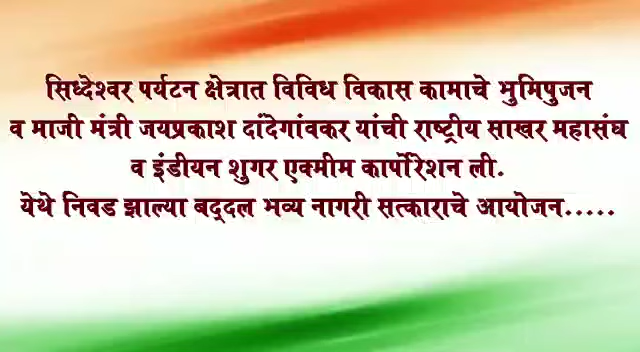 सिध्देश्वर पर्यटन क्षेत्रात विविध विकास कामाचे भुमिपुजन
व माजी मंत्री जयप्रकाश दांदेगांवकर यांची राष्ट्रीय साखर महासंघ
व इंडीयन शुगर एक्मीम कार्पोरेशन ली.
येथे निवड झाल्या बद्दल भव्य नागरी सत्काराचे आयोजन.....